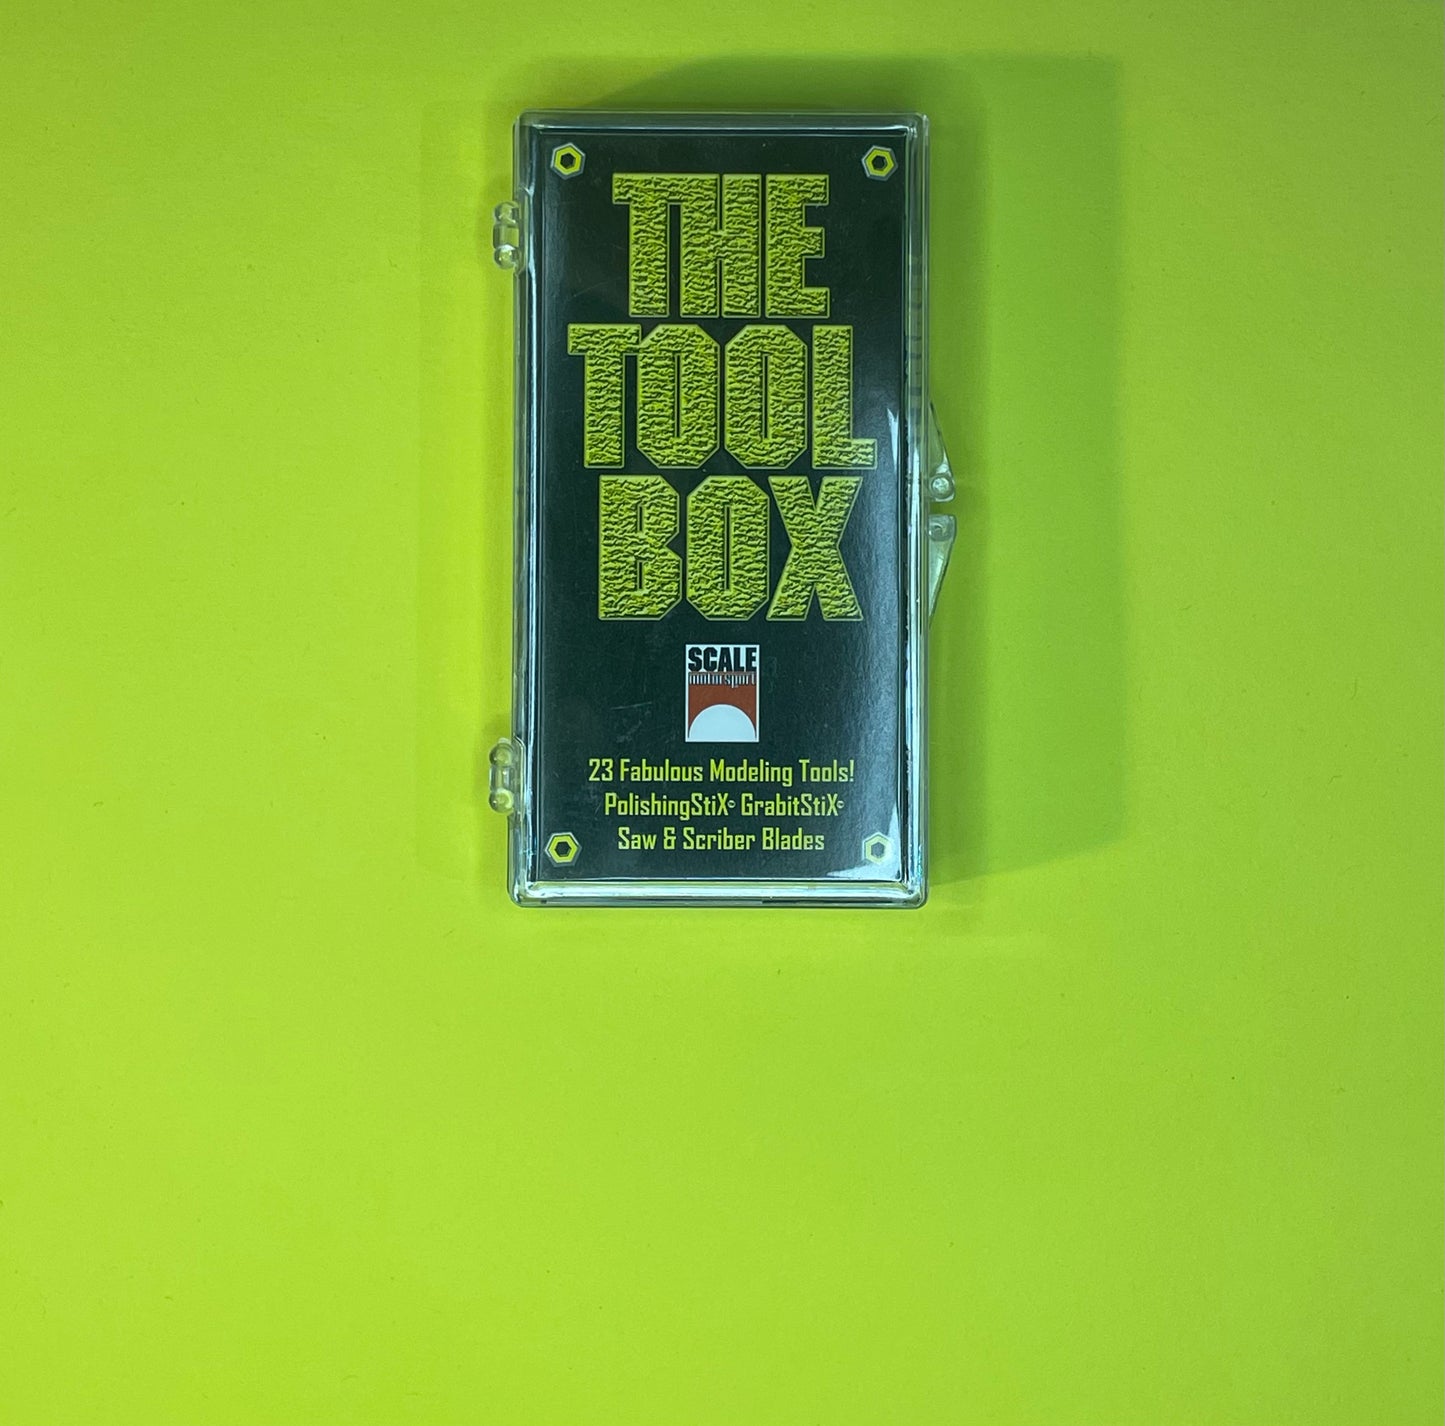 THE
TOOL
BOX
SCALE
motorsport
23 Fabulous Modeling Tools!
PolishingStiX© GrabitStiX©
Saw & Scriber Blades